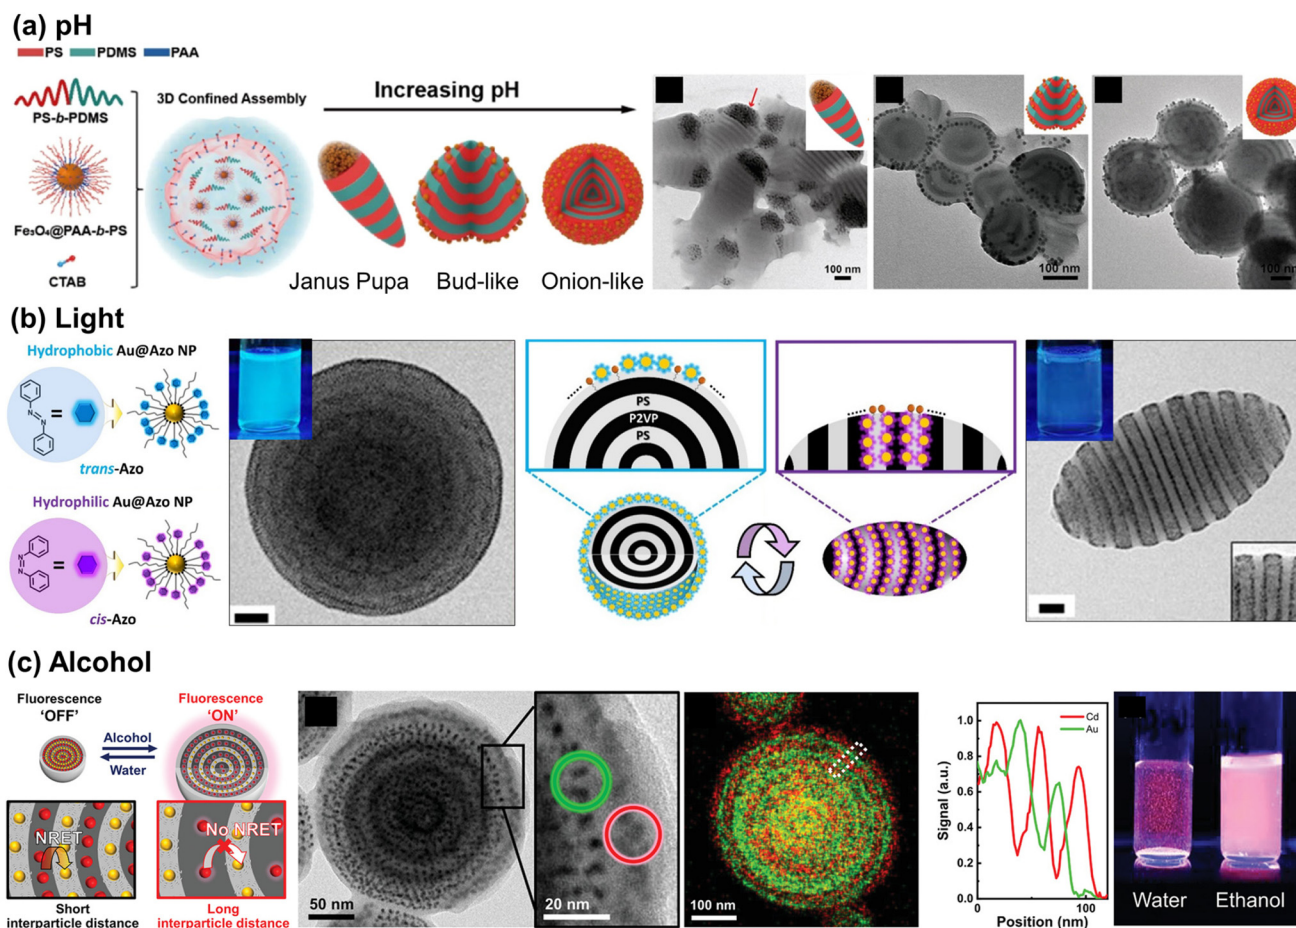 (a) pH
PS PDMS PAA
PS-b-PDMS
Fe₃O₄@PAA-b-PS
CTAB
3D Confined Assembly
Increasing pH
Janus Pupa
Bud-like
Onion-like
100 nm
100 nm
100 nm
(b) Light
Hydrophobic Au@Azo NP
N
N
=
trans-Azo
Hydrophilic Au@Azo NP
N=N
=
cis-Azo
PS
P2VP
PS
(c) Alcohol
Fluorescence
'OFF'
Alcohol
Water
Fluorescence
'ON'
NRET
No NRET
Short
interparticle distance
Long
interparticle distance
50 nm
20 nm
100 nm
Signal (a.u.)
1.0
0.8
0.6
0.4
0.2
0.0
Cd
Au
0
50
100
Position (nm)
Water
Ethanol